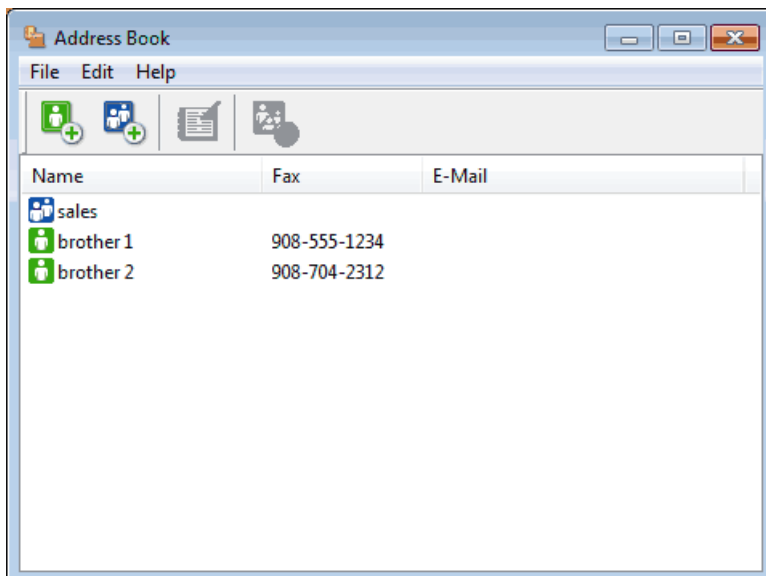 Address Book
File Edit Help
Name Fax E-Mail
sales
brother 1 908-555-1234
brother 2 908-704-2312